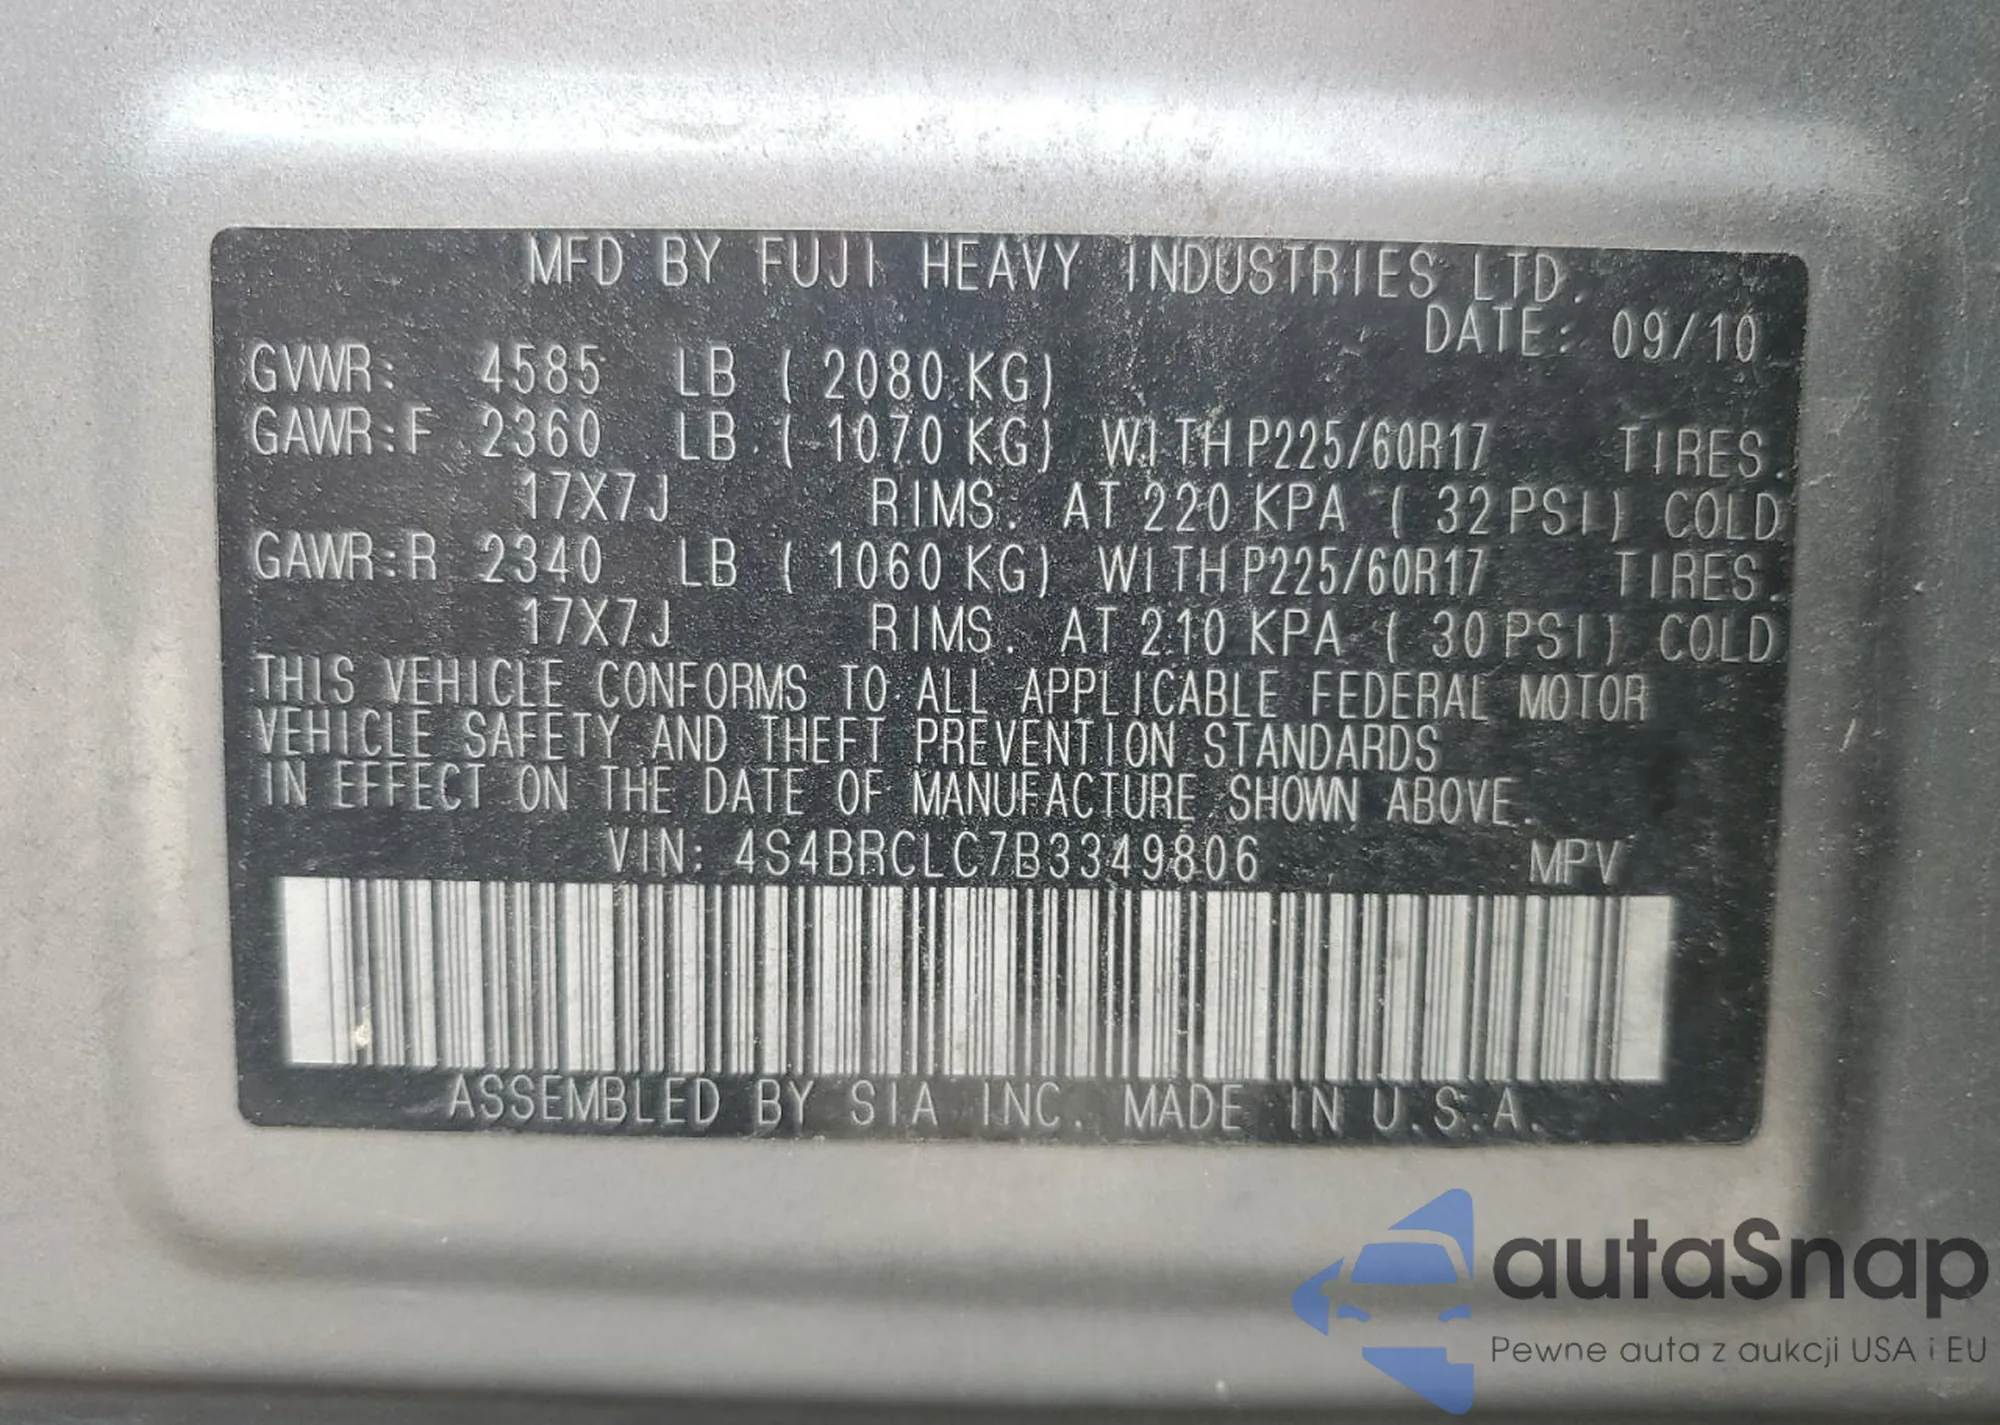 MFD BY FUJI HEAVY INDUSTRIES LTD.
DATE: 09/10
GVWR: 4585 LB ( 2080 KG)
GAWR:F 2360 LB ( 1070 KG) WITH P225/60R17 TIRES.
17X7J RIMS. AT 220 KPA ( 32 PSI) COLD
GAWR:R 2340 LB ( 1060 KG) WITH P225/60R17 TIRES.
17X7J RIMS. AT 210 KPA ( 30 PSI) COLD
THIS VEHICLE CONFORMS TO ALL APPLICABLE FEDERAL MOTOR
VEHICLE SAFETY AND THEFT PREVENTION STANDARDS
IN EFFECT ON THE DATE OF MANUFACTURE SHOWN ABOVE.
VIN: 4S4BRCLC7B3349806 MPV
ASSEMBLED BY SIA INC. MADE IN U.S.A.
autaSnap
Pewne auta z aukcji USA i EU